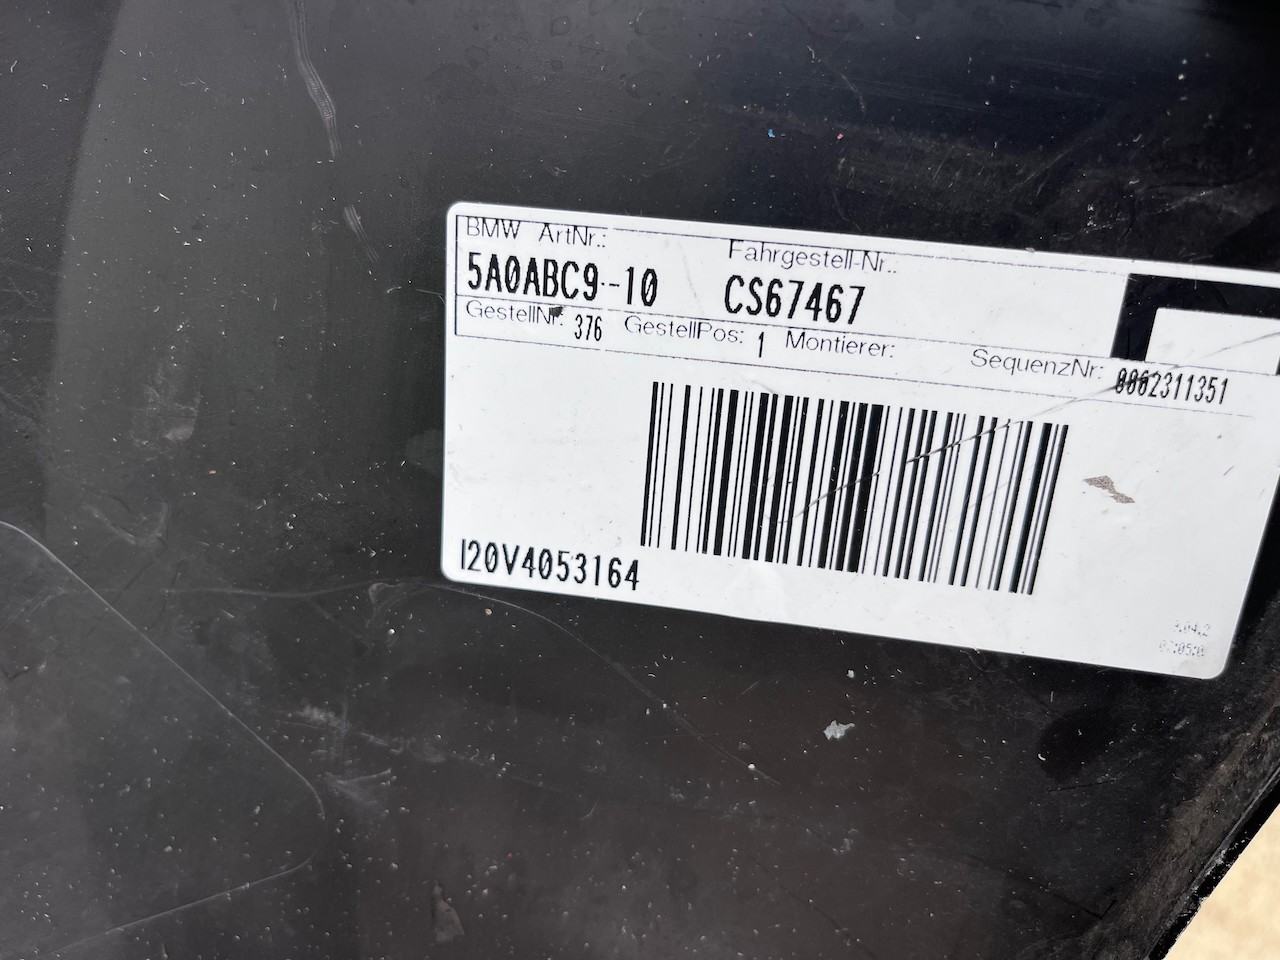 BMW ArtNr.: Fahrgestell-Nr.:
5A0ABC9--10 CS67467
GestellNr: 376 GestellPos: 1 Montierer: SequenzNr: 0062311351
I20V4053164